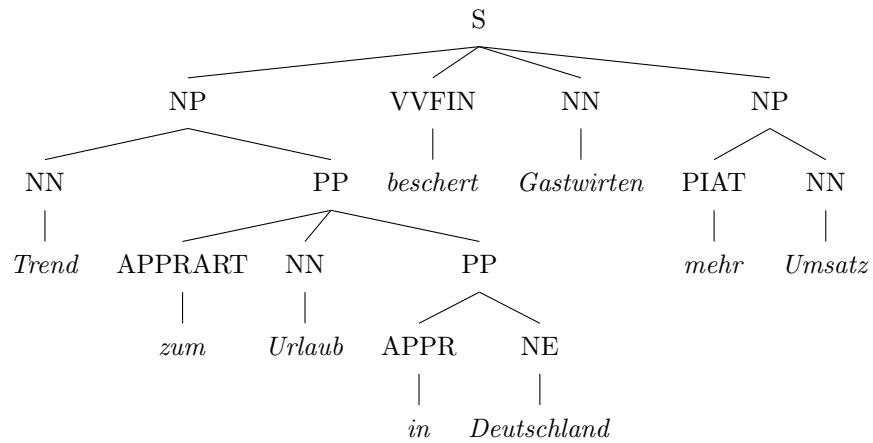 S
NP VVFIN NN NP
NN PP beschert Gastwirten PIAT NN
Trend APPRART NN PP mehr Umsatz
zum Urlaub APPR NE
in Deutschland